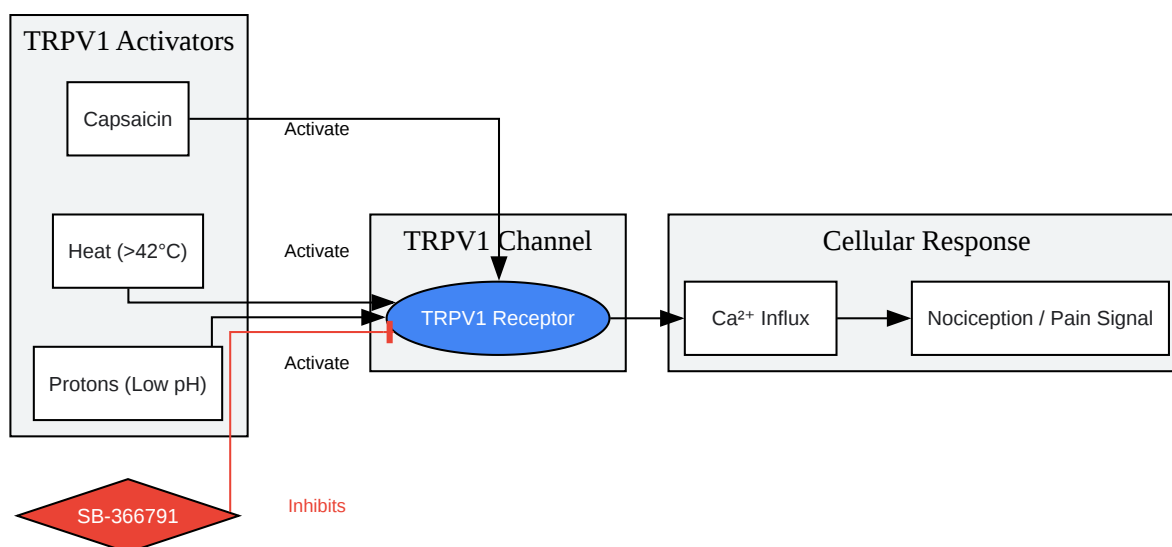 TRPV1 Activators
Capsaicin
Activate
Heat (>42°C)
Activate
Protons (Low pH)
Activate
TRPV1 Channel
TRPV1 Receptor
Cellular Response
Ca²⁺ Influx
Nociception / Pain Signal
SB-366791
Inhibits